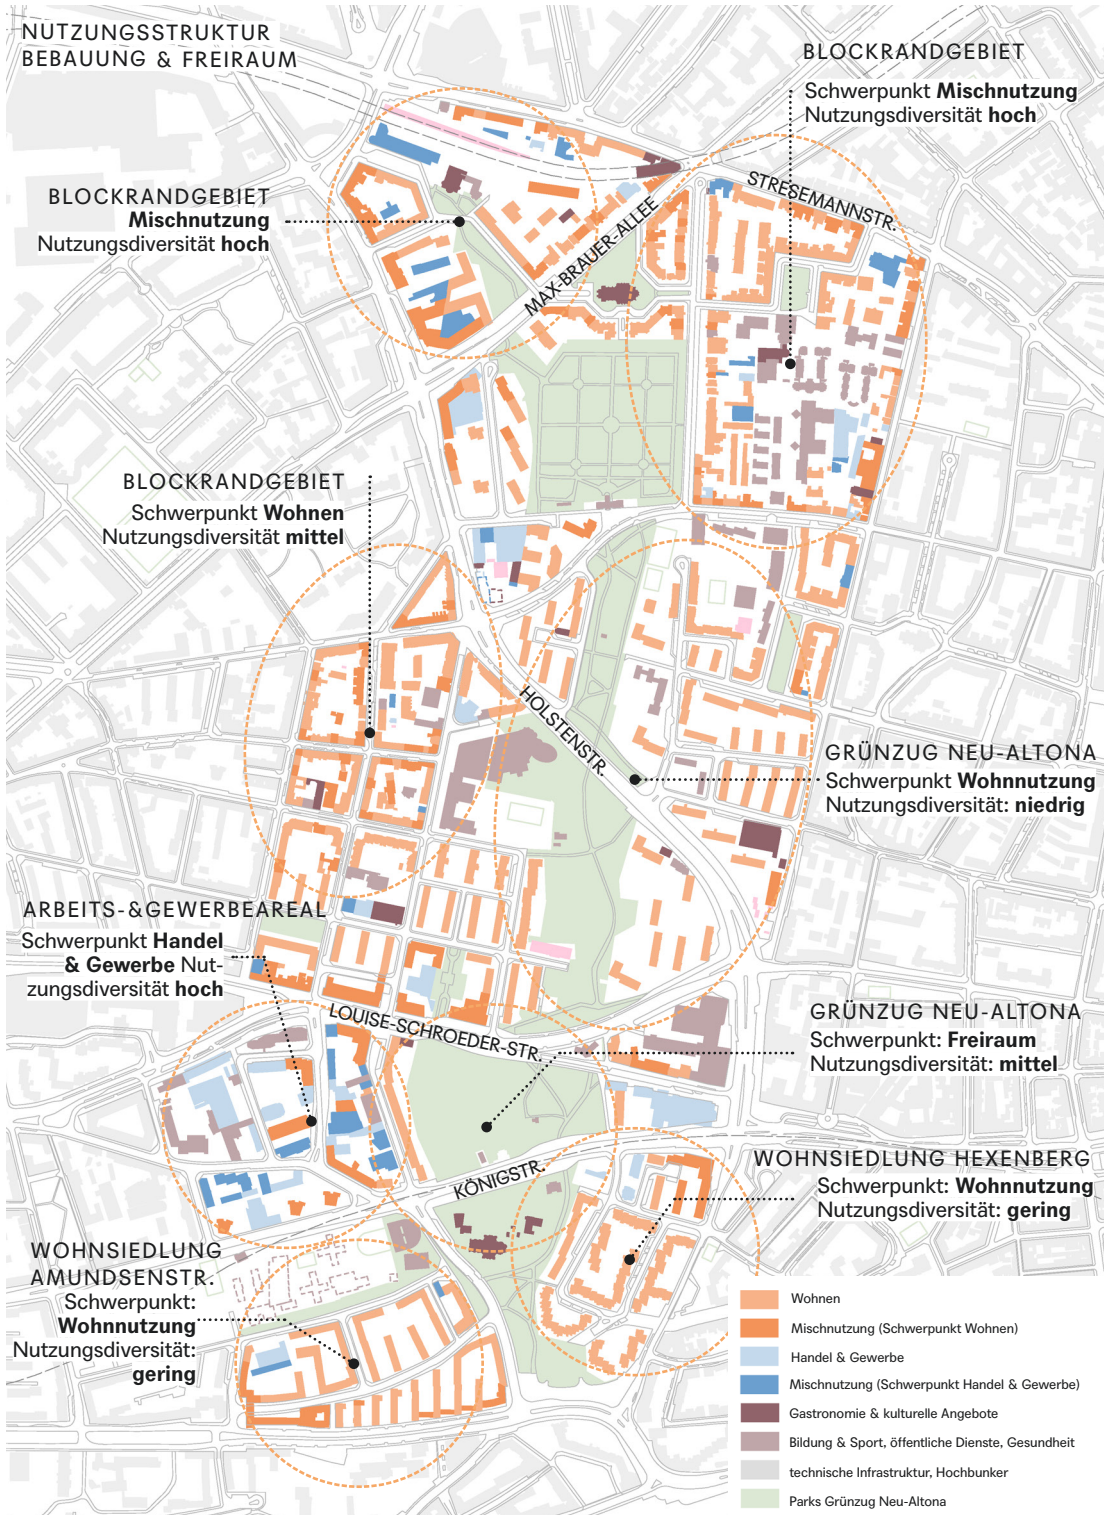 NUTZUNGSSTRUKTUR
BEBAUUNG & FREIRAUM
BLOCKRANDGEBIET
Schwerpunkt Mischnutzung
Nutzungsdiversität hoch
STRESEMANNSTR.
BLOCKRANDGEBIET
Mischnutzung
Nutzungsdiversität hoch
MAX-BRAUER-ALLEE
BLOCKRANDGEBIET
Schwerpunkt Wohnen
Nutzungsdiversität mittel
HOLSTENSTR.
GRÜNZUG NEU-ALTONA
Schwerpunkt Wohnnutzung
Nutzungsdiversität: niedrig
ARBEITS-&GEWERBEAREAL
Schwerpunkt Handel
& Gewerbe Nut-
zungsdiversität hoch
LOUISE-SCHROEDER-STR.
GRÜNZUG NEU-ALTONA
Schwerpunkt: Freiraum
Nutzungsdiversität: mittel
KÖNIGSTR.
WOHNSIEDLUNG HEXENBERG
Schwerpunkt: Wohnnutzung
Nutzungsdiversität: gering
WOHNSIEDLUNG
AMUNDSENSTR.
Schwerpunkt:
Wohnnutzung
Nutzungsdiversität:
gering
Wohnen
Mischnutzung (Schwerpunkt Wohnen)
Handel & Gewerbe
Mischnutzung (Schwerpunkt Handel & Gewerbe)
Gastronomie & kulturelle Angebote
Bildung & Sport, öffentliche Dienste, Gesundheit
technische Infrastruktur, Hochbunker
Parks Grünzug Neu-Altona